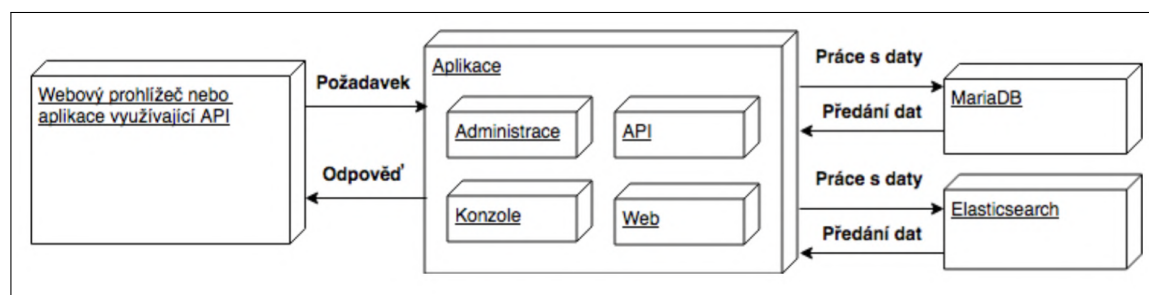 Webový prohlížeč nebo
aplikace využívající API
Požadavek
Odpověď
Aplikace
Administrace
API
Konzole
Web
Práce s daty
Předání dat
MariaDB
Práce s daty
Předání dat
Elasticsearch